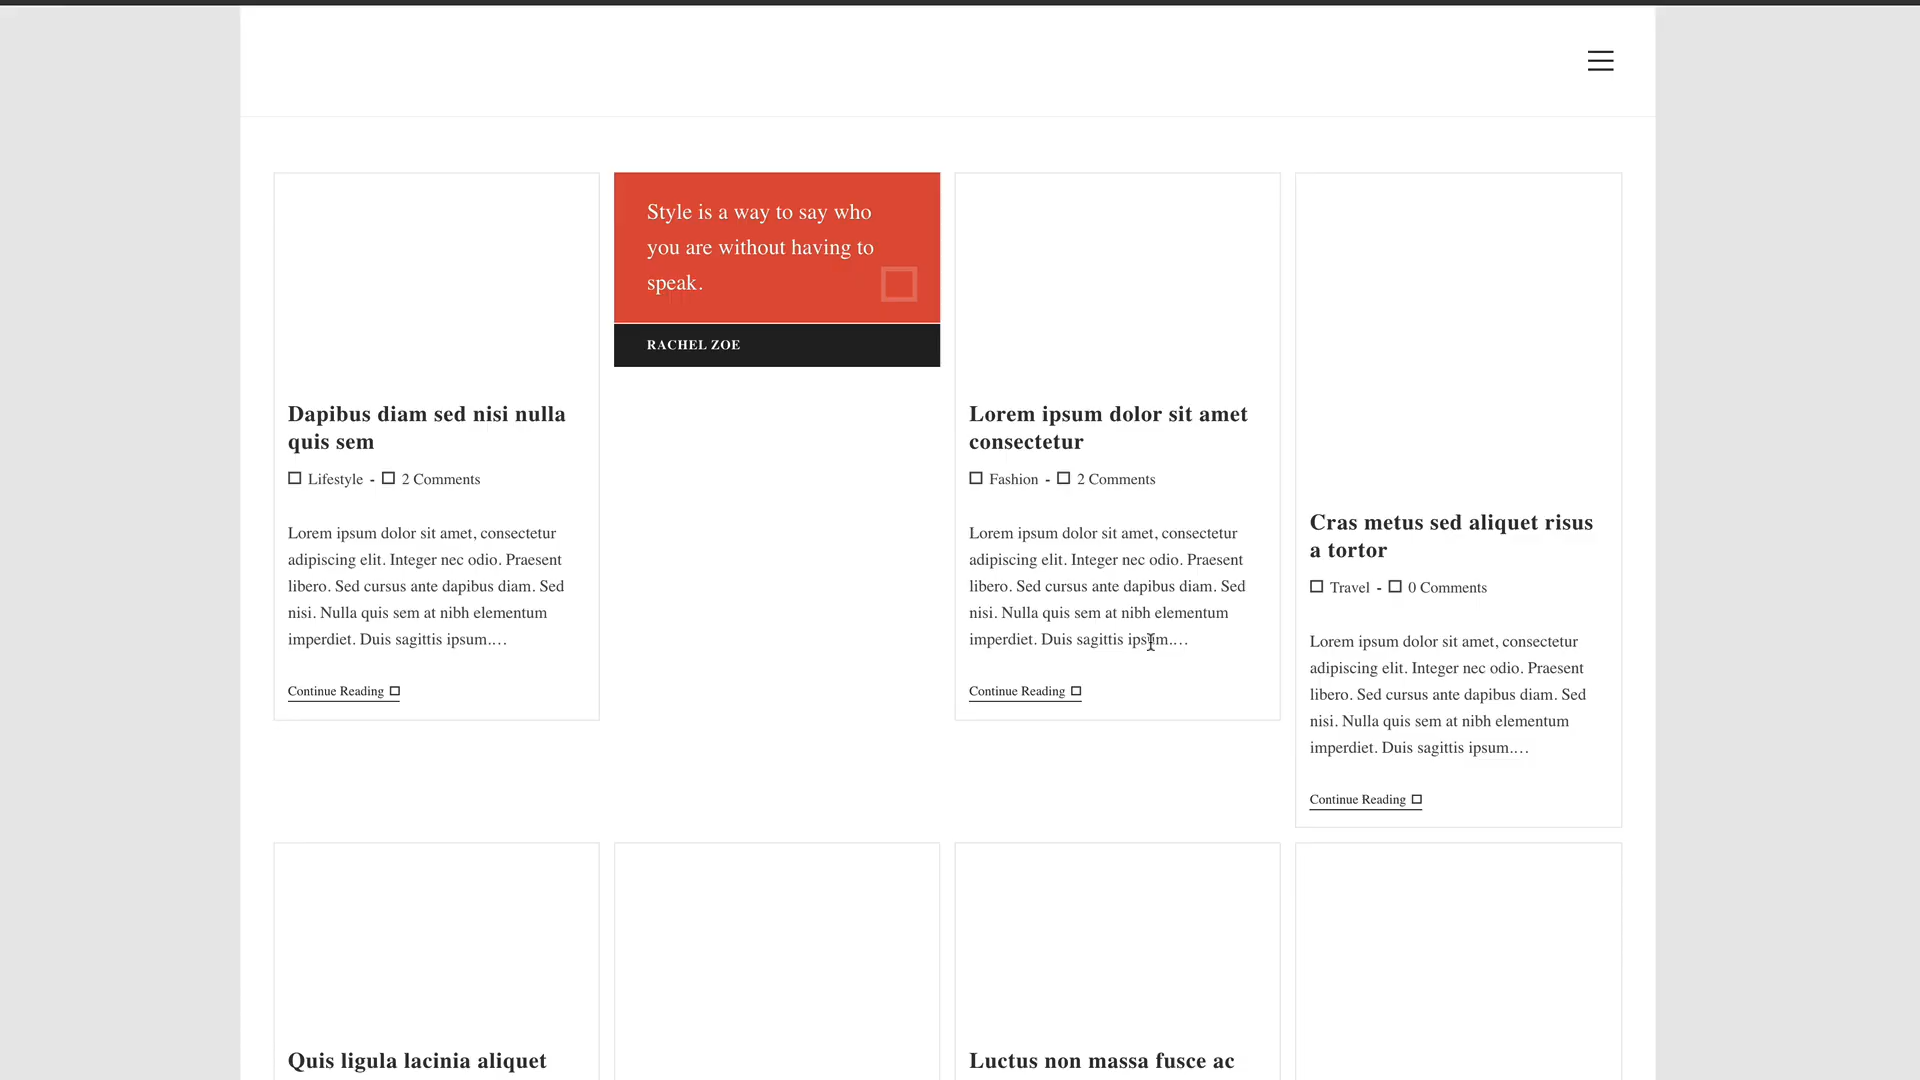 Dapibus diam sed nisi nulla
quis sem
Lifestyle - 2 Comments
Lorem ipsum dolor sit amet, consectetur
adipiscing elit. Integer nec odio. Praesent
libero. Sed cursus ante dapibus diam. Sed
nisi. Nulla quis sem at nibh elementum
imperdiet. Duis sagittis ipsum.…
Continue Reading
Style is a way to say who
you are without having to
speak.
RACHEL ZOE
Lorem ipsum dolor sit amet
consectetur
Fashion - 2 Comments
Lorem ipsum dolor sit amet, consectetur
adipiscing elit. Integer nec odio. Praesent
libero. Sed cursus ante dapibus diam. Sed
nisi. Nulla quis sem at nibh elementum
imperdiet. Duis sagittis ipsum.…
Continue Reading
Cras metus sed aliquet risus
a tortor
Travel - 0 Comments
Lorem ipsum dolor sit amet, consectetur
adipiscing elit. Integer nec odio. Praesent
libero. Sed cursus ante dapibus diam. Sed
nisi. Nulla quis sem at nibh elementum
imperdiet. Duis sagittis ipsum.…
Continue Reading
Quis ligula lacinia aliquet
Luctus non massa fusce ac